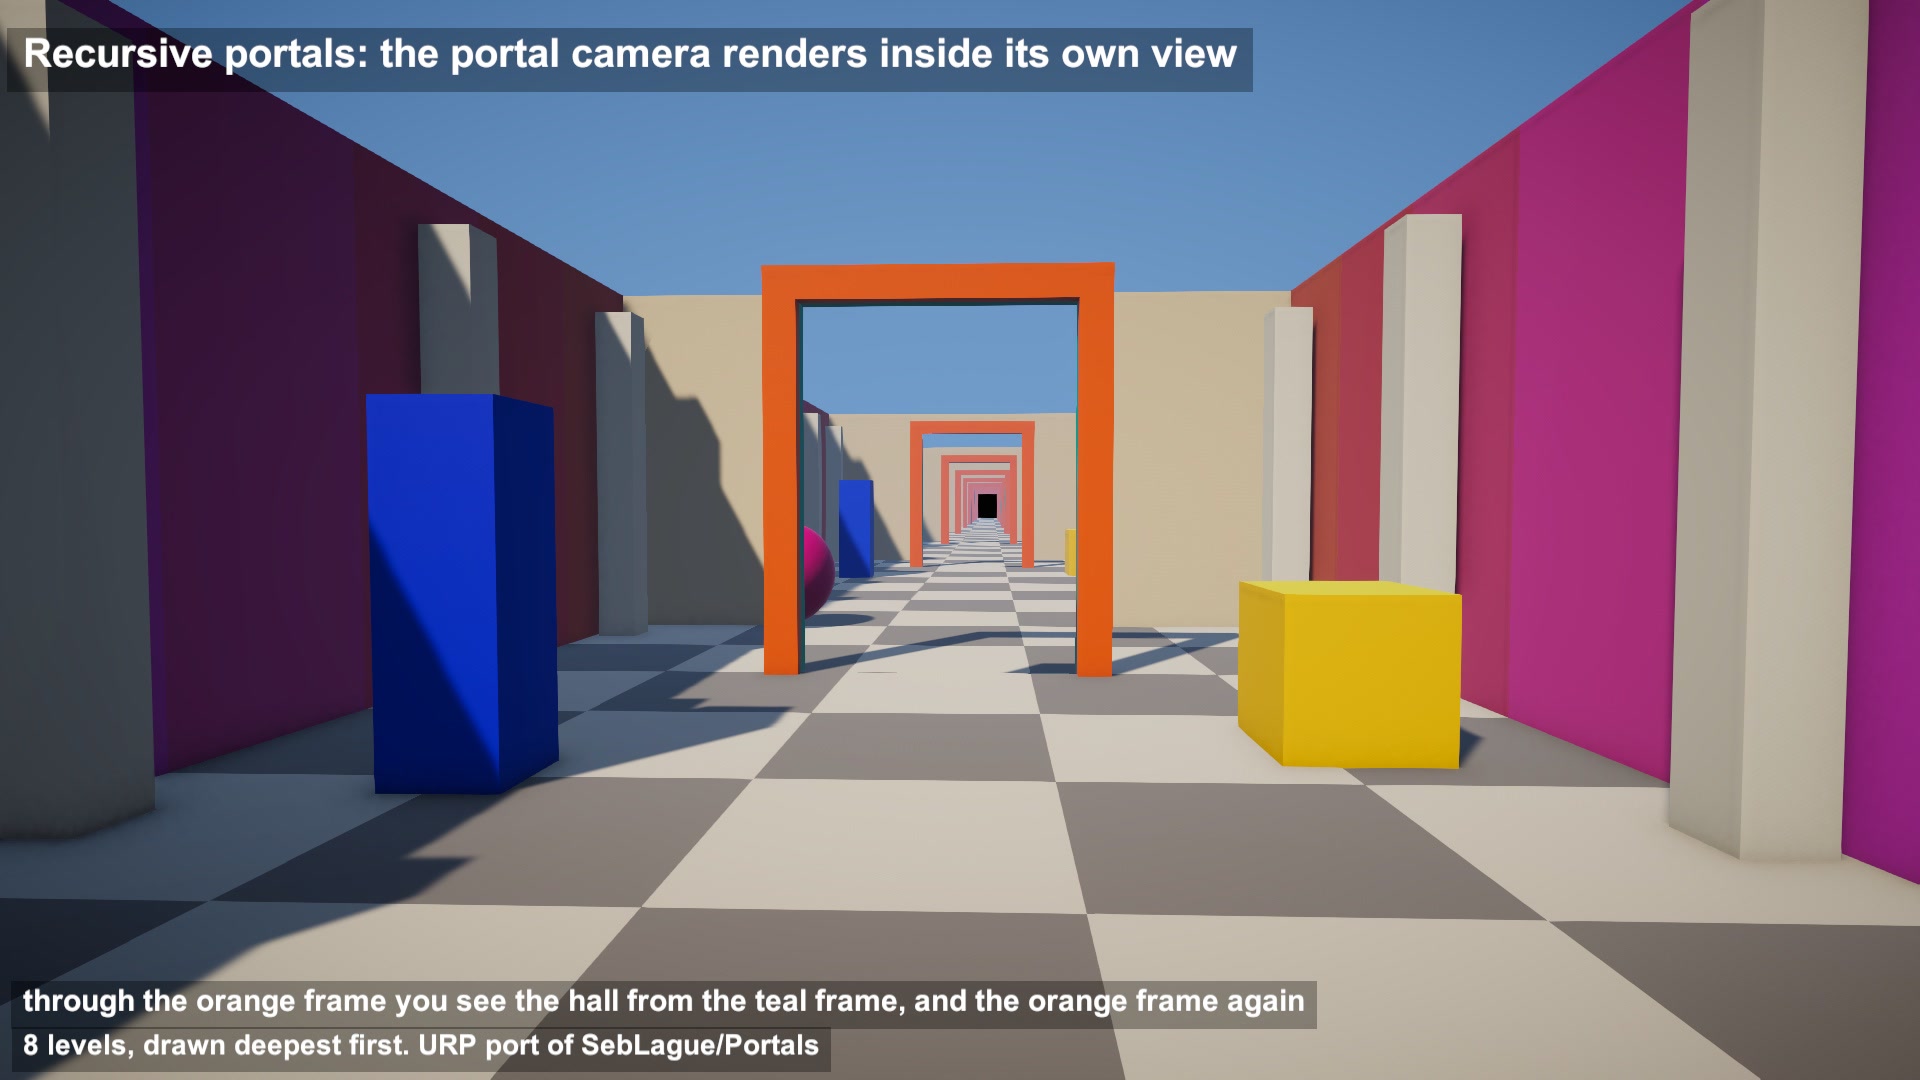 Recursive portals: the portal camera renders inside its own view
through the orange frame you see the hall from the teal frame, and the orange frame again
8 levels, drawn deepest first. URP port of SebLague/Portals